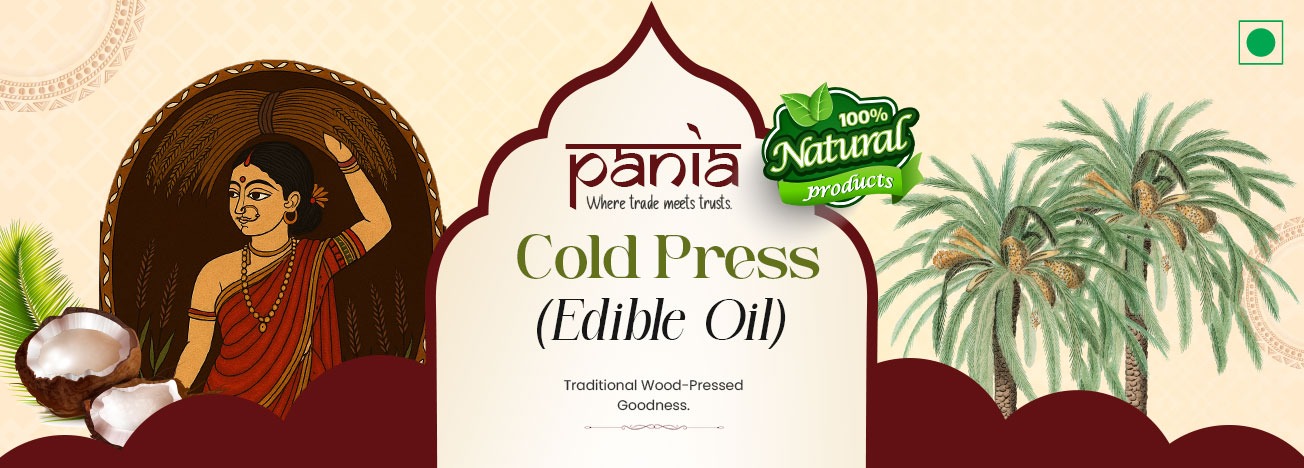 pania
Where trade meets trusts.
100%
Natural
products
Cold Press
(Edible Oil)
Traditional Wood-Pressed
Goodness.